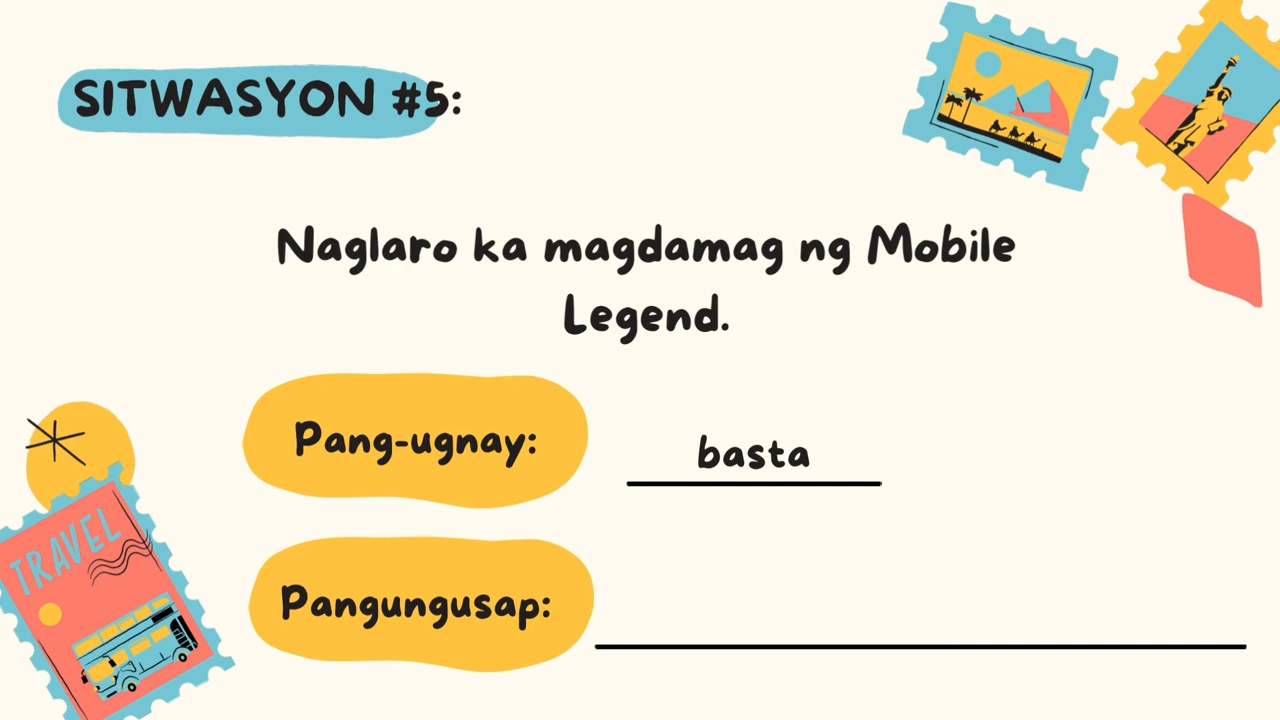 SITWASYON #5:
Naglaro ka magdamag ng Mobile
Legend.
Pang-ugnay:
basta
Pangungusap:
TRAVEL